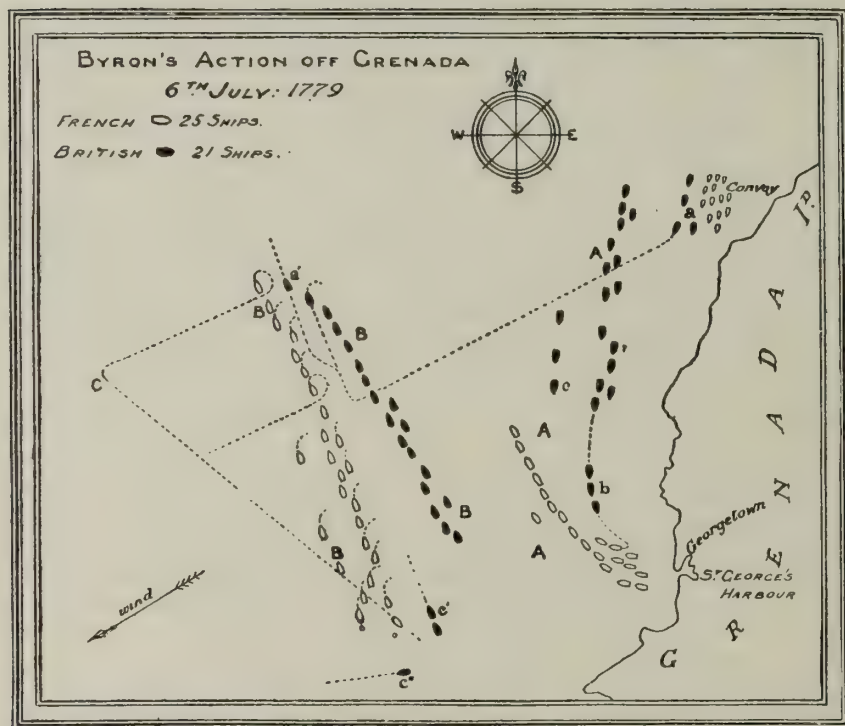 BYRON'S ACTION OFF GRENADA
6TH JULY: 1779
FRENCH 25 SHIPS.
BRITISH 21 SHIPS.
W
E
S
Convoy
a
A
a'
B
B
C
c
A
b
B
B
A
Georgetown
ST GEORGE'S
HARBOUR
wind
c'
c"
GRENADA
ID